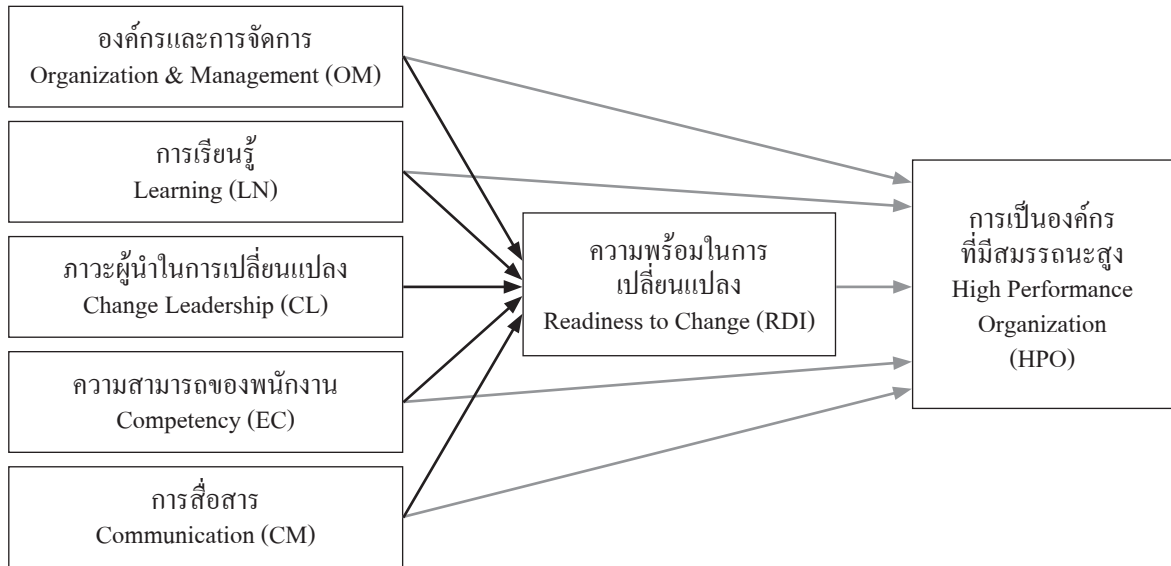 องค์กรและการจัดการ
Organization & Management (OM)
การเรียนรู้
Learning (LN)
ภาวะผู้นำในการเปลี่ยนแปลง
Change Leadership (CL)
ความสามารถของพนักงาน
Competency (EC)
การสื่อสาร
Communication (CM)
ความพร้อมในการ
เปลี่ยนแปลง
Readiness to Change (RDI)
การเป็นองค์กร
ที่มีสมรรถนะสูง
High Performance
Organization
(HPO)